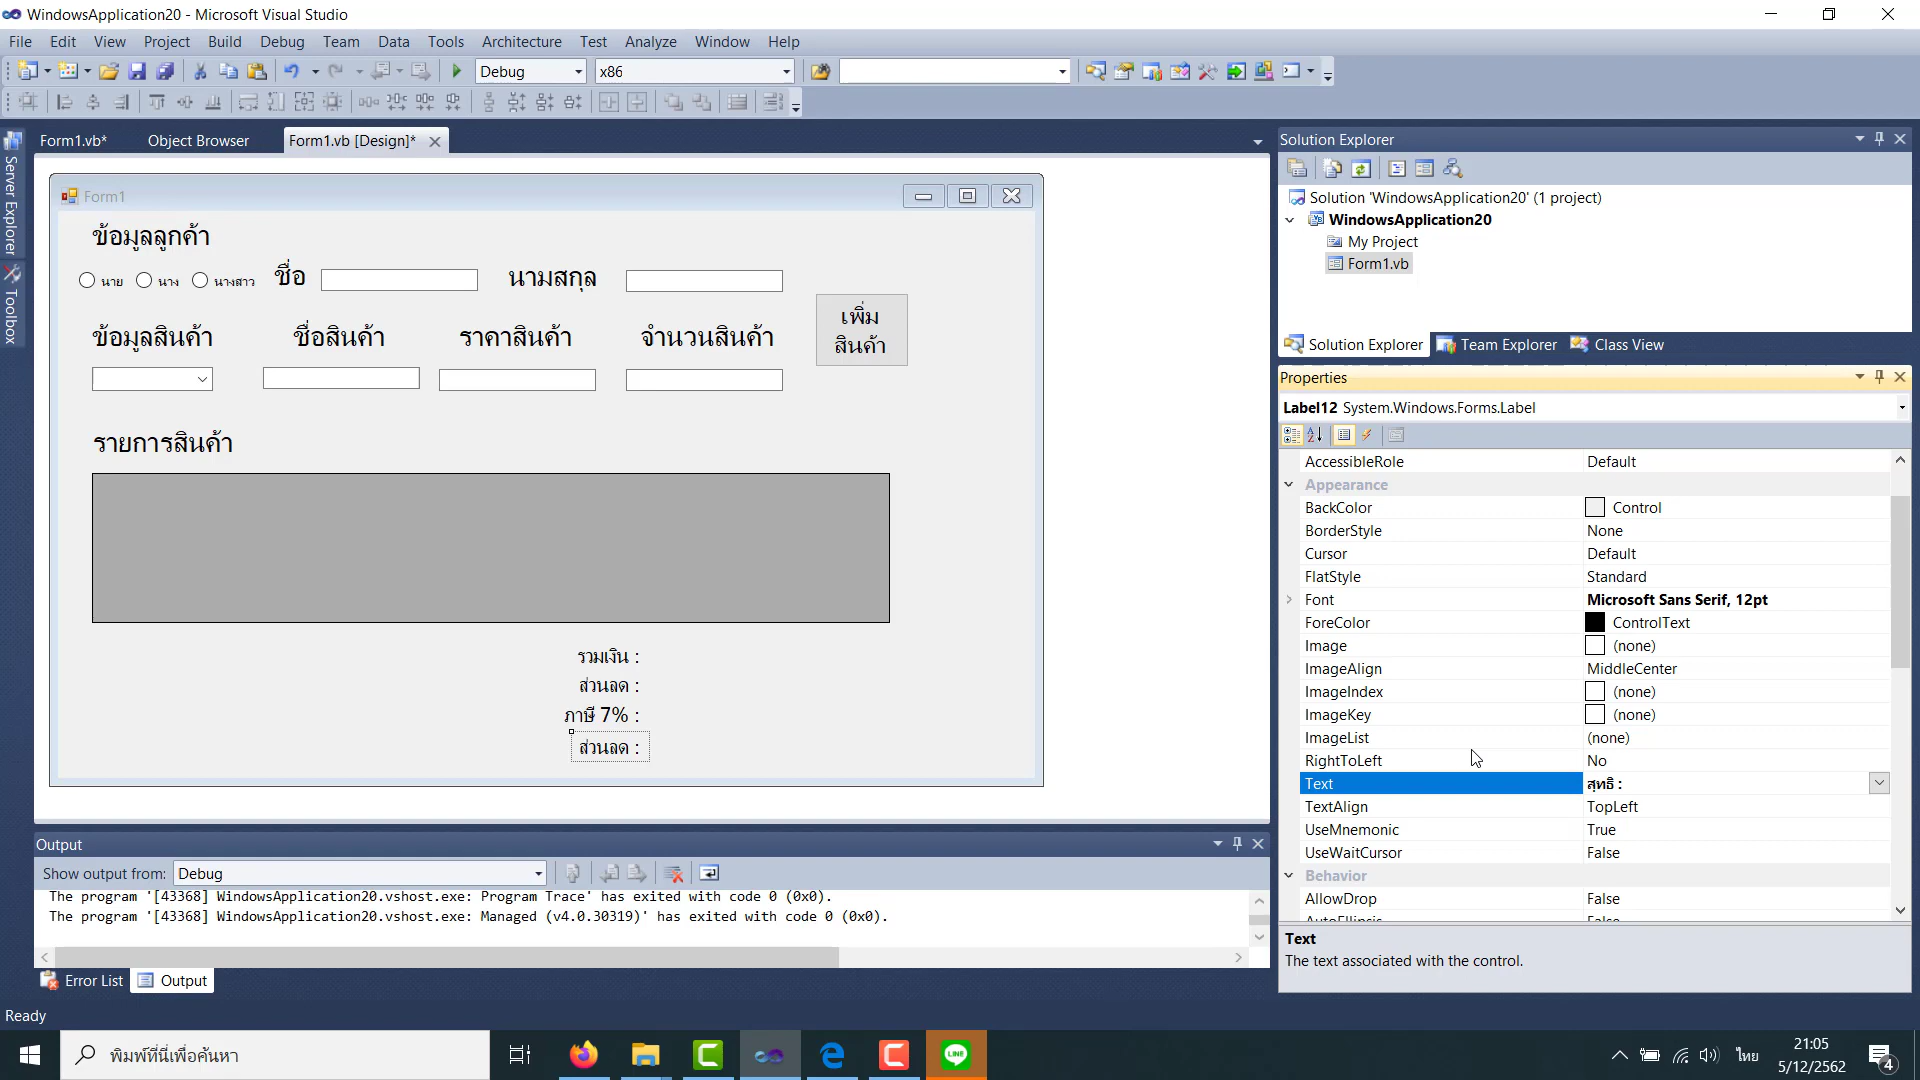 WindowsApplication20 - Microsoft Visual Studio
File Edit View Project Build Debug Team Data Tools Architecture Test Analyze Window Help
Debug x86
Form1.vb* Object Browser Form1.vb [Design]*
Server Explorer
Toolbox
Form1
ข้อมูลลูกค้า
นาย นาง นางสาว ชื่อ นามสกุล
เพิ่ม
สินค้า
ข้อมูลสินค้า ชื่อสินค้า ราคาสินค้า จำนวนสินค้า
รายการสินค้า
รวมเงิน :
ส่วนลด :
ภาษี 7% :
ส่วนลด :
Solution Explorer
Solution 'WindowsApplication20' (1 project)
WindowsApplication20
My Project
Form1.vb
Solution Explorer Team Explorer Class View
Properties
Label12 System.Windows.Forms.Label
AccessibleRole Default
Appearance
BackColor Control
BorderStyle None
Cursor Default
FlatStyle Standard
Font Microsoft Sans Serif, 12pt
ForeColor ControlText
Image (none)
ImageAlign MiddleCenter
ImageIndex (none)
ImageKey (none)
ImageList (none)
RightToLeft No
Text สุทธิ :
TextAlign TopLeft
UseMnemonic True
UseWaitCursor False
Behavior
AllowDrop False
AutoEllipsis False
Text
The text associated with the control.
Output
Show output from: Debug
The program '[43368] WindowsApplication20.vshost.exe: Program Trace' has exited with code 0 (0x0).
The program '[43368] WindowsApplication20.vshost.exe: Managed (v4.0.30319)' has exited with code 0 (0x0).
Error List Output
Ready
พิมพ์ที่นี่เพื่อค้นหา
LINE
ไทย
21:05
5/12/2562
4